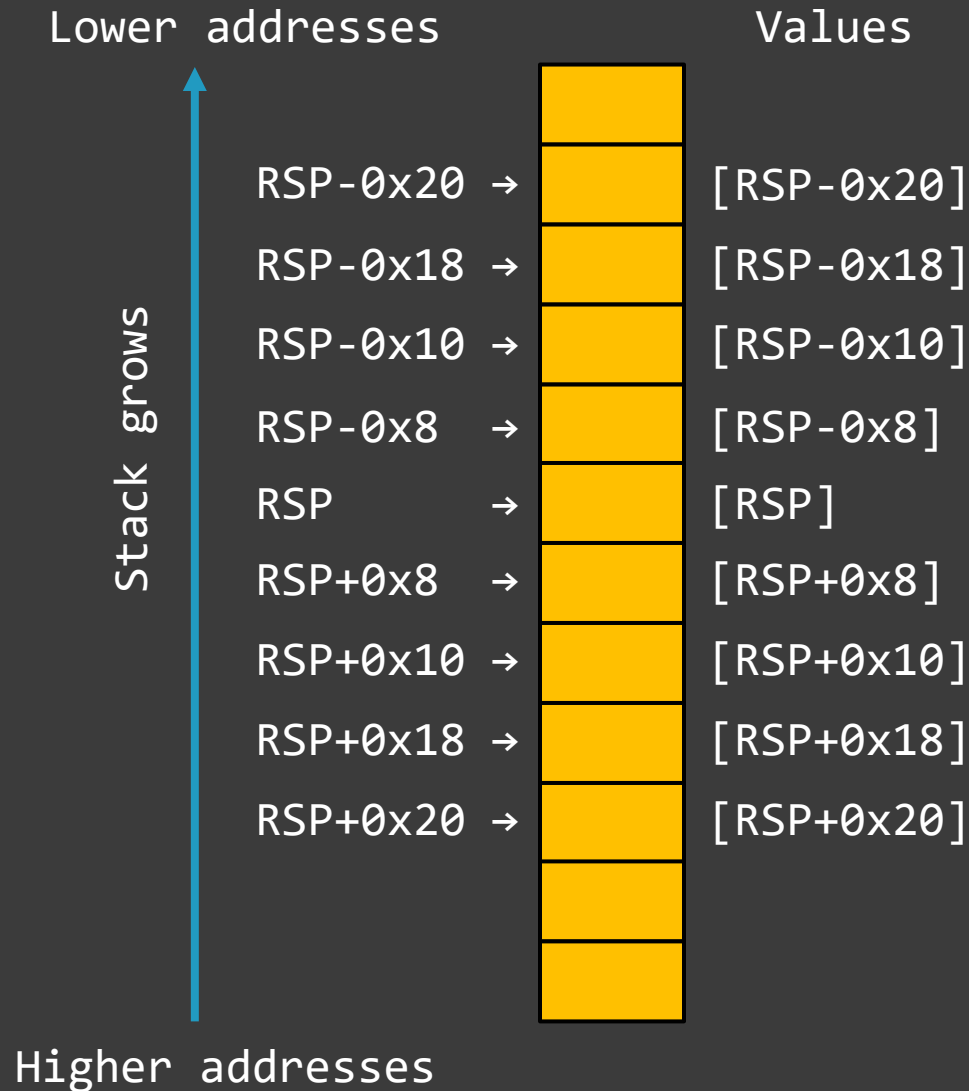 Lower addresses Values
RSP-0x20 → [RSP-0x20]
RSP-0x18 → [RSP-0x18]
RSP-0x10 → [RSP-0x10]
RSP-0x8 → [RSP-0x8]
RSP → [RSP]
RSP+0x8 → [RSP+0x8]
RSP+0x10 → [RSP+0x10]
RSP+0x18 → [RSP+0x18]
RSP+0x20 → [RSP+0x20]
Stack grows
Higher addresses